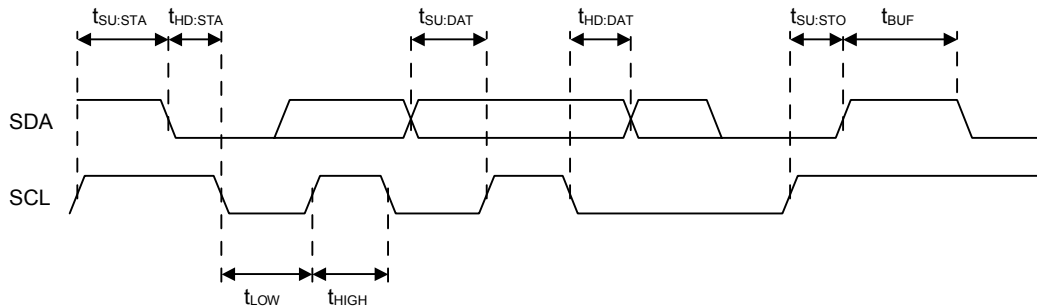 tSU:STA tHD:STA tSU:DAT tHD:DAT tSU:STO tBUF
SDA
SCL
tLOW tHIGH